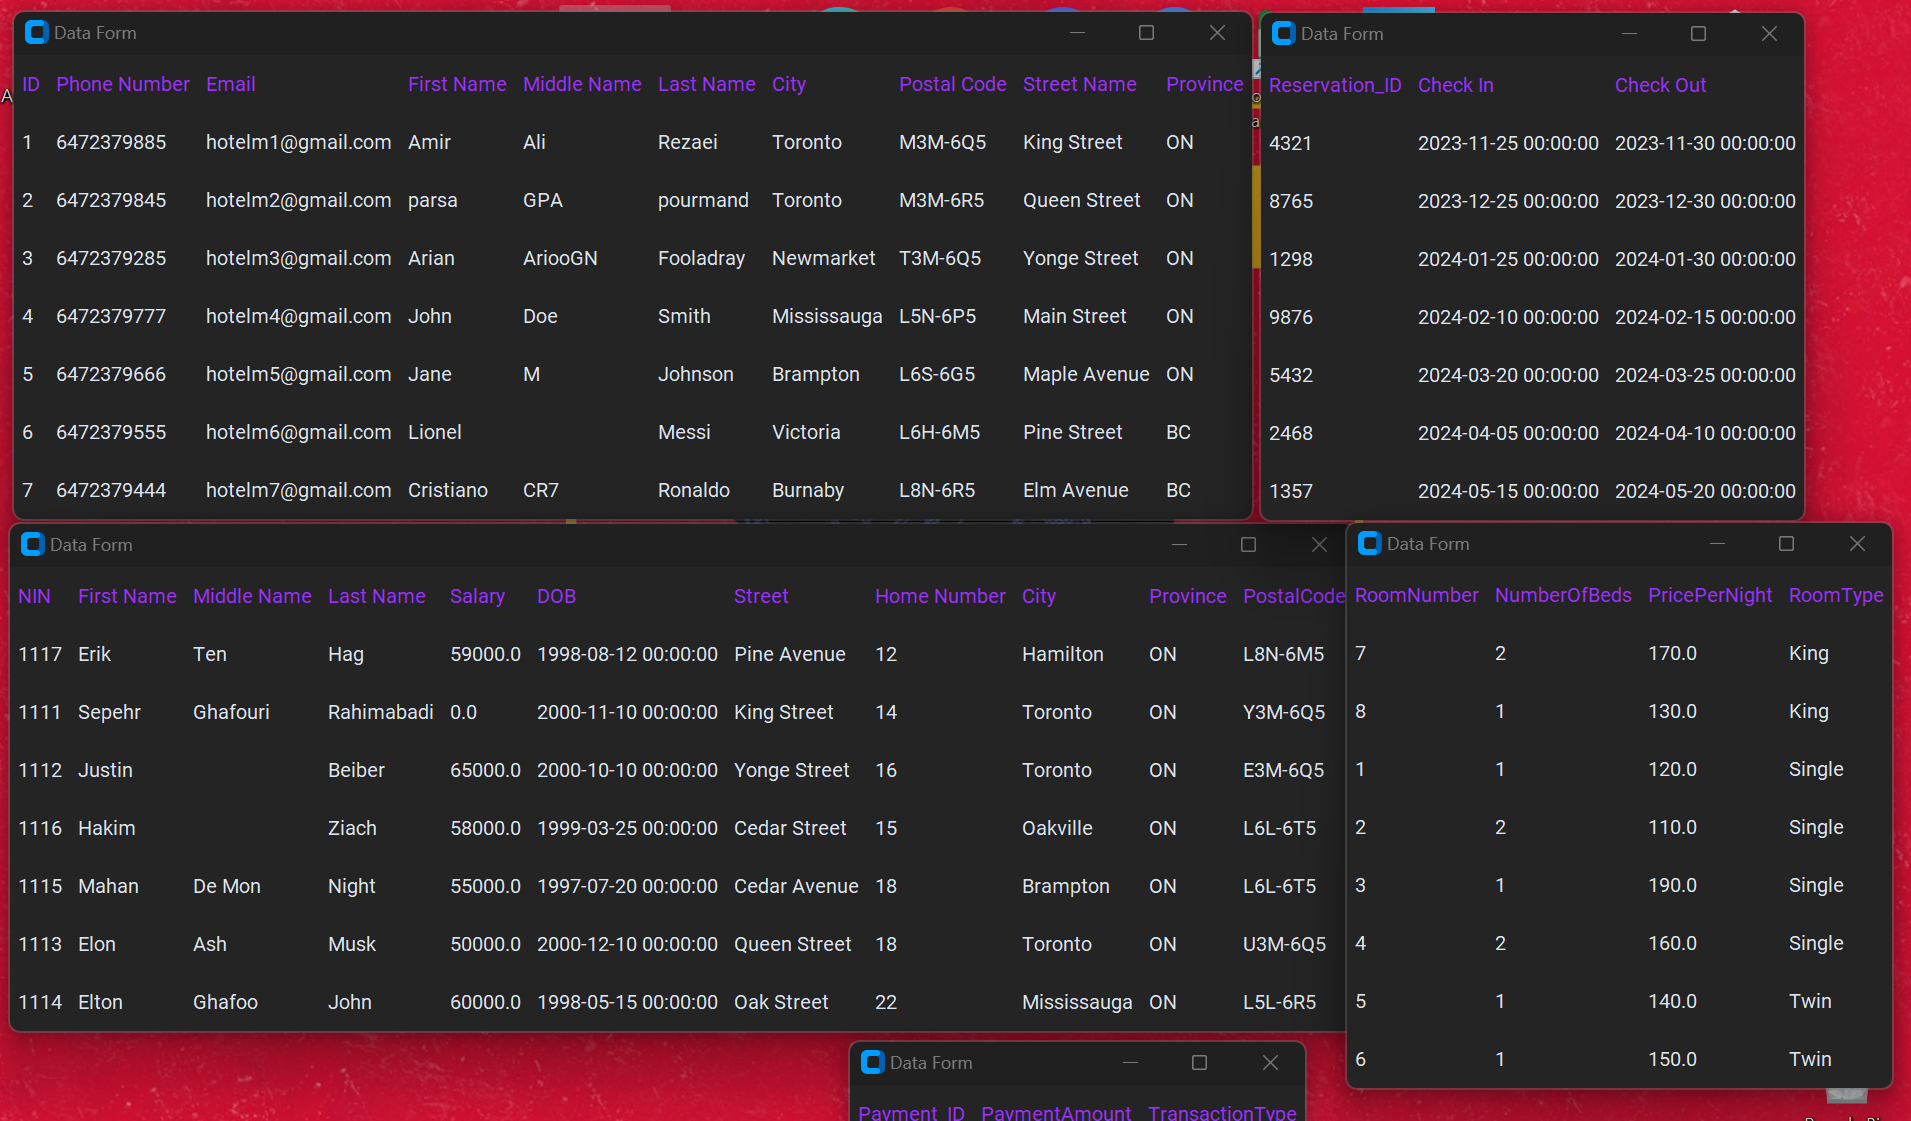 Data Form
ID Phone Number Email First Name Middle Name Last Name City Postal Code Street Name Province
1 6472379885 hotelm1@gmail.com Amir Ali Rezaei Toronto M3M-6Q5 King Street ON
2 6472379845 hotelm2@gmail.com parsa GPA pourmand Toronto M3M-6R5 Queen Street ON
3 6472379285 hotelm3@gmail.com Arian AriooGN Fooladray Newmarket T3M-6Q5 Yonge Street ON
4 6472379777 hotelm4@gmail.com John Doe Smith Mississauga L5N-6P5 Main Street ON
5 6472379666 hotelm5@gmail.com Jane M Johnson Brampton L6S-6G5 Maple Avenue ON
6 6472379555 hotelm6@gmail.com Lionel Messi Victoria L6H-6M5 Pine Street BC
7 6472379444 hotelm7@gmail.com Cristiano CR7 Ronaldo Burnaby L8N-6R5 Elm Avenue BC
Data Form
Reservation_ID Check In Check Out
4321 2023-11-25 00:00:00 2023-11-30 00:00:00
8765 2023-12-25 00:00:00 2023-12-30 00:00:00
1298 2024-01-25 00:00:00 2024-01-30 00:00:00
9876 2024-02-10 00:00:00 2024-02-15 00:00:00
5432 2024-03-20 00:00:00 2024-03-25 00:00:00
2468 2024-04-05 00:00:00 2024-04-10 00:00:00
1357 2024-05-15 00:00:00 2024-05-20 00:00:00
Data Form
NIN First Name Middle Name Last Name Salary DOB Street Home Number City Province PostalCode
1117 Erik Ten Hag 59000.0 1998-08-12 00:00:00 Pine Avenue 12 Hamilton ON L8N-6M5
1111 Sepehr Ghafouri Rahimabadi 0.0 2000-11-10 00:00:00 King Street 14 Toronto ON Y3M-6Q5
1112 Justin Beiber 65000.0 2000-10-10 00:00:00 Yonge Street 16 Toronto ON E3M-6Q5
1116 Hakim Ziach 58000.0 1999-03-25 00:00:00 Cedar Street 15 Oakville ON L6L-6T5
1115 Mahan De Mon Night 55000.0 1997-07-20 00:00:00 Cedar Avenue 18 Brampton ON L6L-6T5
1113 Elon Ash Musk 50000.0 2000-12-10 00:00:00 Queen Street 18 Toronto ON U3M-6Q5
1114 Elton Ghafoo John 60000.0 1998-05-15 00:00:00 Oak Street 22 Mississauga ON L5L-6R5
Data Form
RoomNumber NumberOfBeds PricePerNight RoomType
7 2 170.0 King
8 1 130.0 King
1 1 120.0 Single
2 2 110.0 Single
3 1 190.0 Single
4 2 160.0 Single
5 1 140.0 Twin
6 1 150.0 Twin
Data Form
Payment_ID PaymentAmount TransactionType